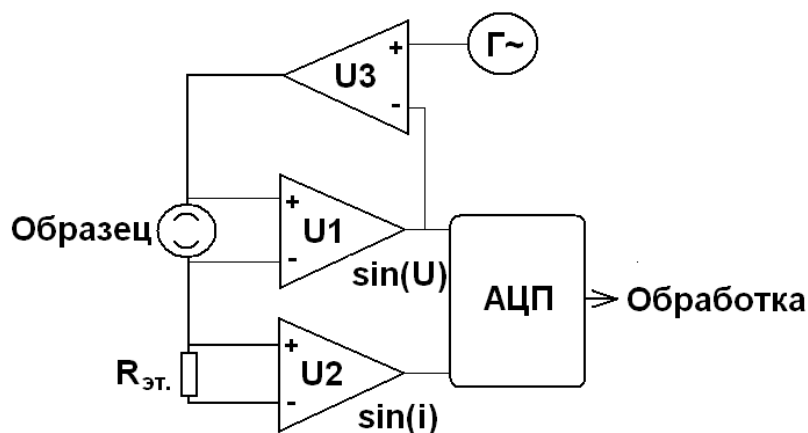 Г~
+
U3
-
+
Образец
U1
-
sin(U)
АЦП
Обработка
+
Rэт.
U2
-
sin(i)